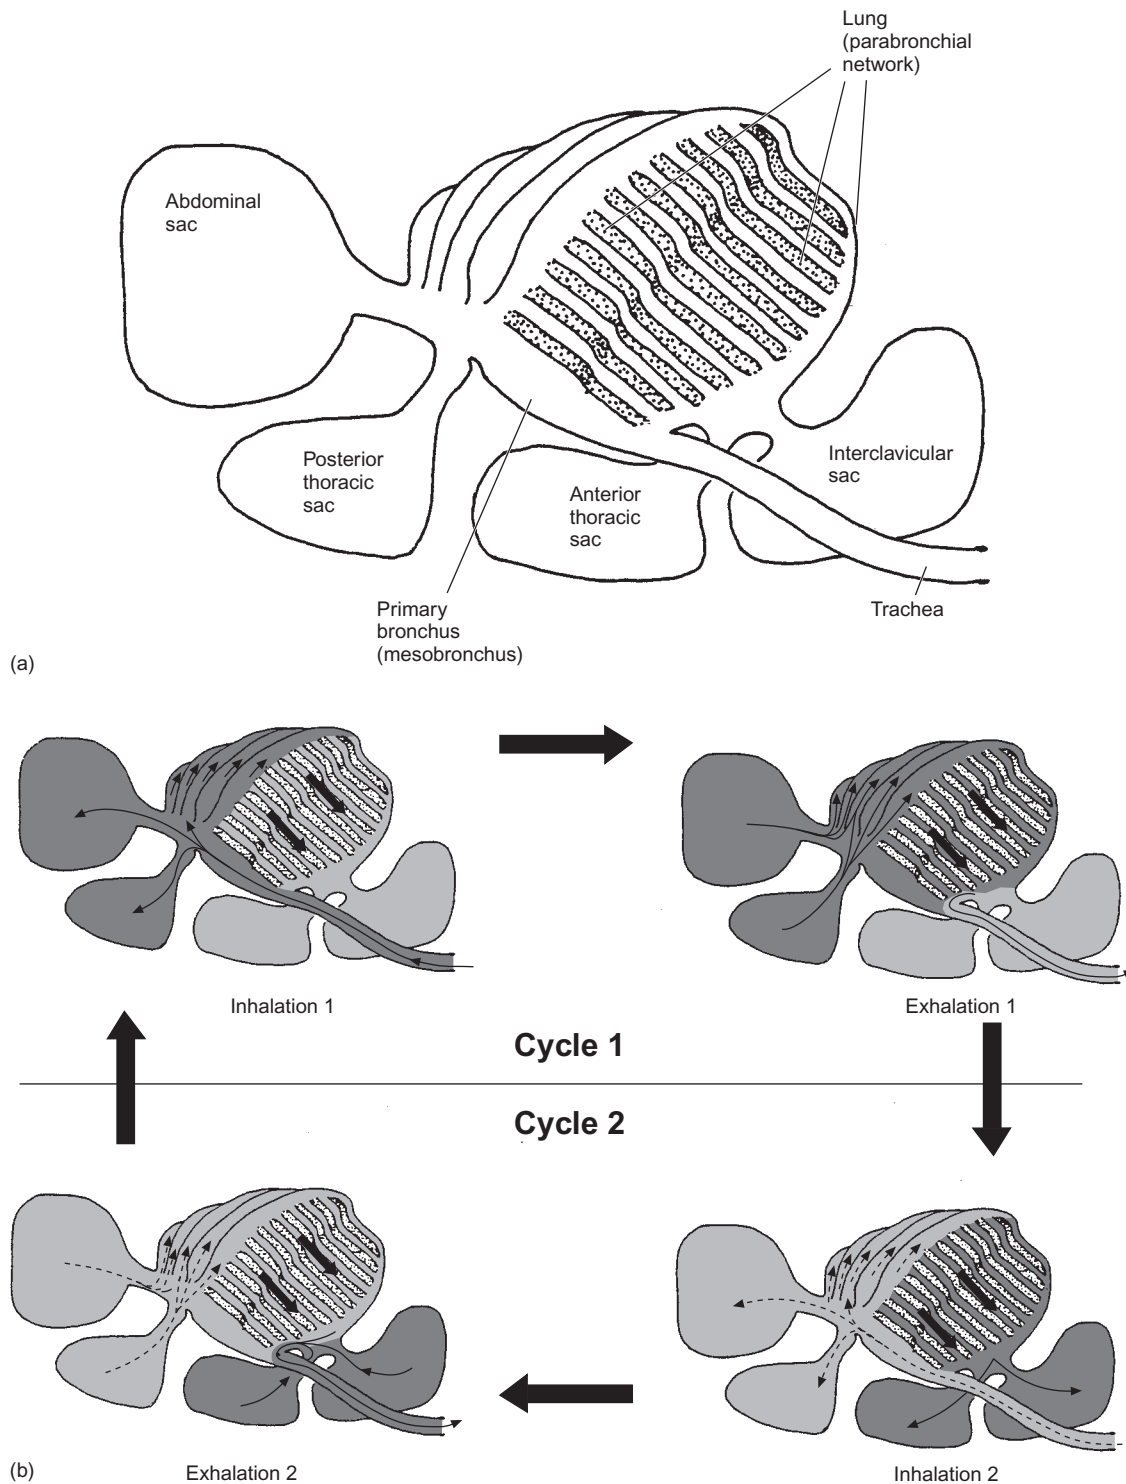 Lung
(parabronchial
network)
Abdominal
sac
Posterior
thoracic
sac
Anterior
thoracic
sac
Interclavicular
sac
Primary
bronchus
(mesobronchus)
Trachea
(a)
Inhalation 1
Exhalation 1
Cycle 1
Cycle 2
Exhalation 2
Inhalation 2
(b)